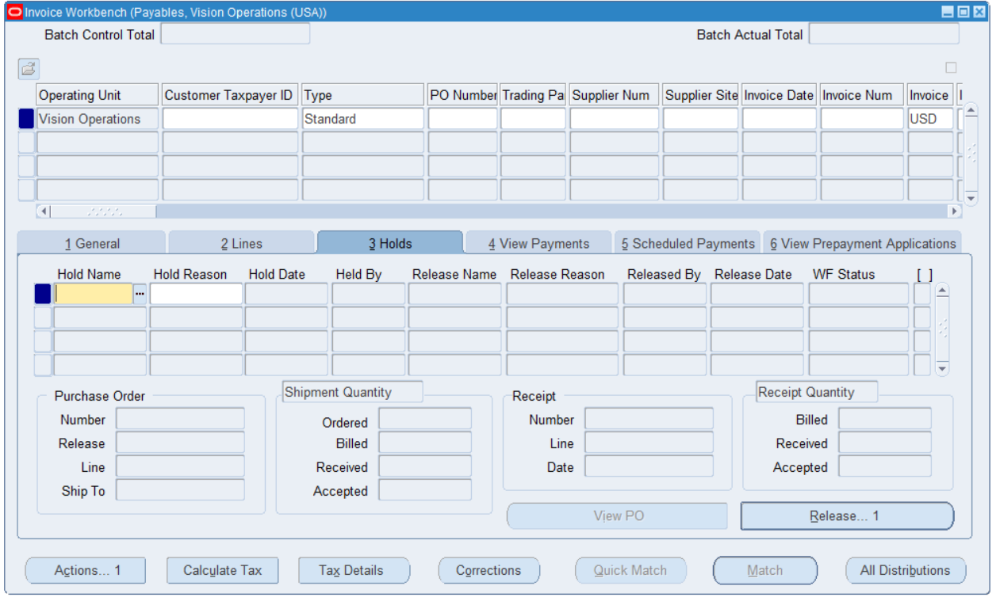 Invoice Workbench (Payables, Vision Operations (USA))
Batch Control Total Batch Actual Total
Operating Unit Customer Taxpayer ID Type PO Number Trading Pa Supplier Num Supplier Site Invoice Date Invoice Num Invoice
Vision Operations Standard USD
1 General 2 Lines 3 Holds 4 View Payments 5 Scheduled Payments 6 View Prepayment Applications
Hold Name Hold Reason Hold Date Held By Release Name Release Reason Released By Release Date WF Status [ ]
Purchase Order Shipment Quantity Receipt Receipt Quantity
Number Ordered Number Billed
Release Billed Line Received
Line Received Date Accepted
Ship To Accepted
View PO Release... 1
Actions... 1 Calculate Tax Tax Details Corrections Quick Match Match All Distributions